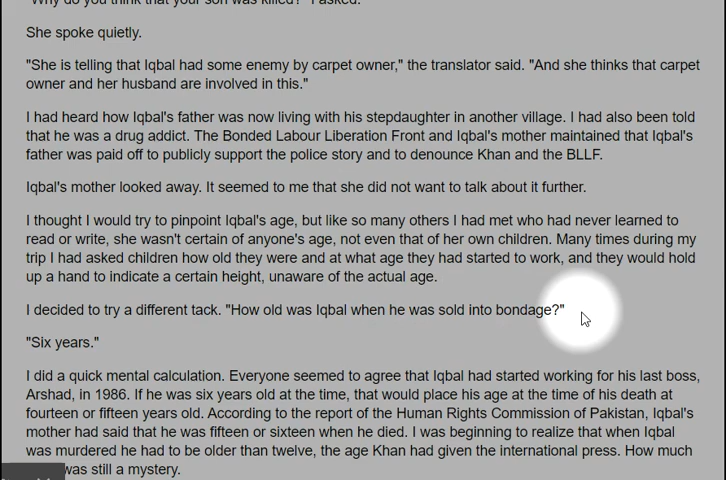 "Why do you think that your son was killed?" I asked.
She spoke quietly.
"She is telling that Iqbal had some enemy by carpet owner," the translator said. "And she thinks that carpet
owner and her husband are involved in this."
I had heard how Iqbal's father was now living with his stepdaughter in another village. I had also been told
that he was a drug addict. The Bonded Labour Liberation Front and Iqbal's mother maintained that Iqbal's
father was paid off to publicly support the police story and to denounce Khan and the BLLF.
Iqbal's mother looked away. It seemed to me that she did not want to talk about it further.
I thought I would try to pinpoint Iqbal's age, but like so many others I had met who had never learned to
read or write, she wasn't certain of anyone's age, not even that of her own children. Many times during my
trip I had asked children how old they were and at what age they had started to work, and they would hold
up a hand to indicate a certain height, unaware of the actual age.
I decided to try a different tack. "How old was Iqbal when he was sold into bondage?"
"Six years."
I did a quick mental calculation. Everyone seemed to agree that Iqbal had started working for his last boss,
Arshad, in 1986. If he was six years old at the time, that would place his age at the time of his death at
fourteen or fifteen years old. According to the report of the Human Rights Commission of Pakistan, Iqbal's
mother had said that he was fifteen or sixteen when he died. I was beginning to realize that when Iqbal
was murdered he had to be older than twelve, the age Khan had given the international press. How much
was still a mystery.